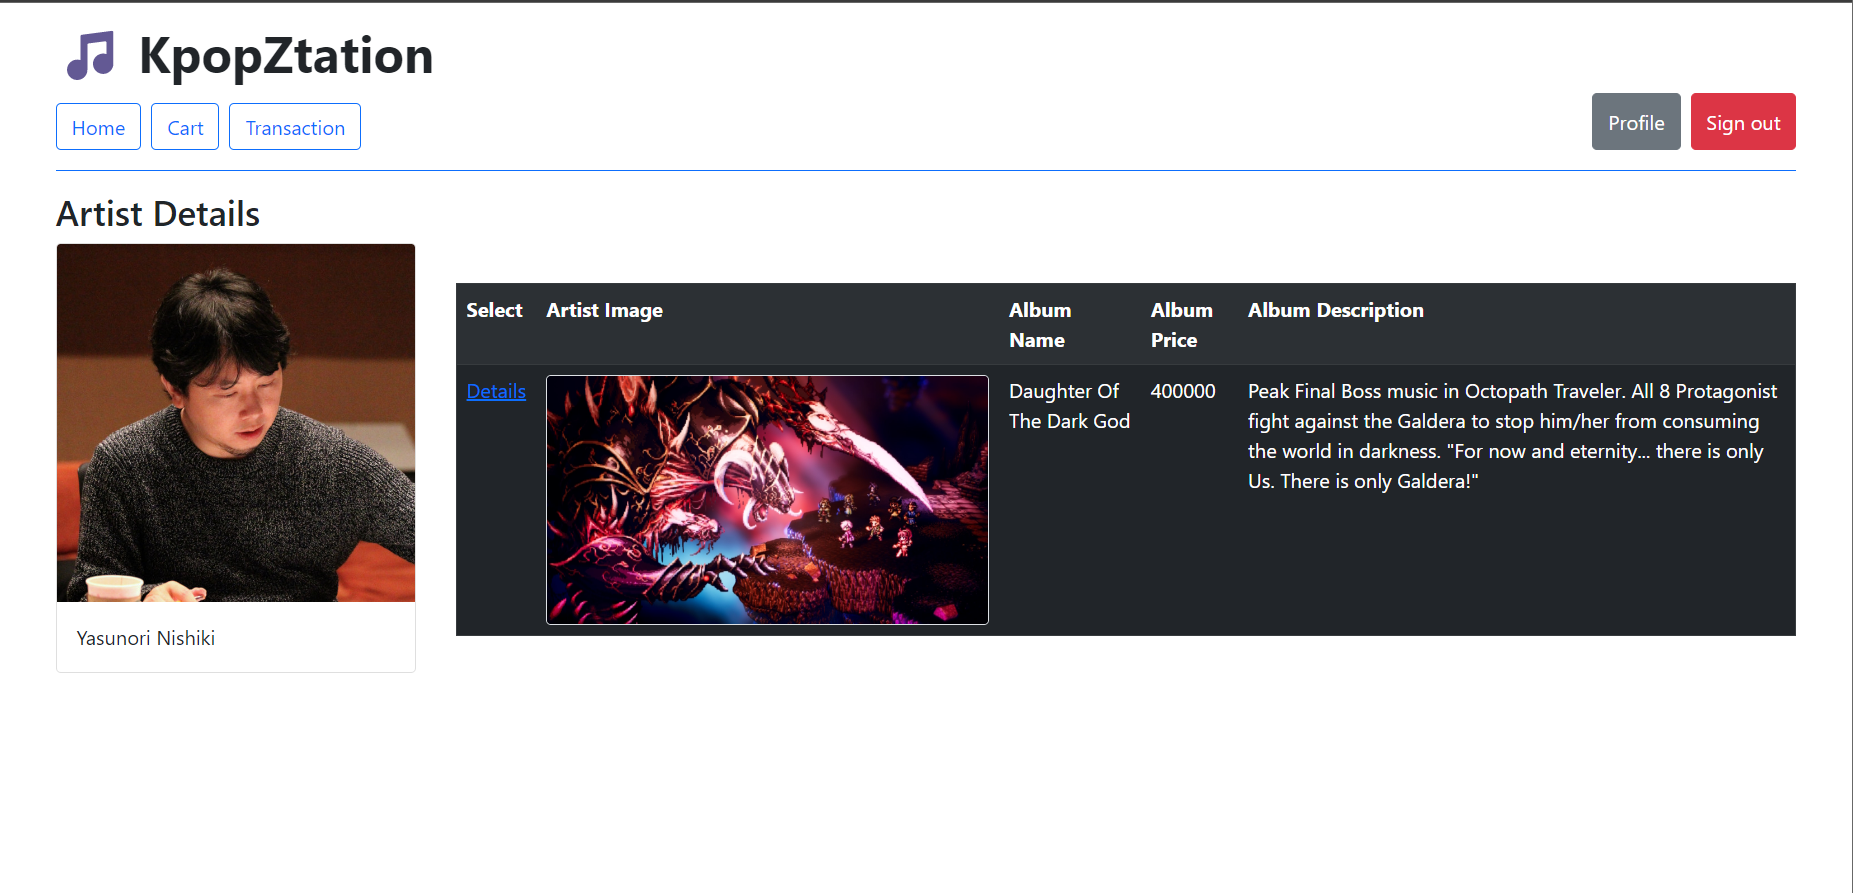 KpopZtation
Home Cart Transaction
Profile Sign out
Artist Details
Yasunori Nishiki
Select Artist Image Album Name Album Price Album Description
Details
Daughter Of
The Dark God
400000
Peak Final Boss music in Octopath Traveler. All 8 Protagonist
fight against the Galdera to stop him/her from consuming
the world in darkness. "For now and eternity... there is only
Us. There is only Galdera!"